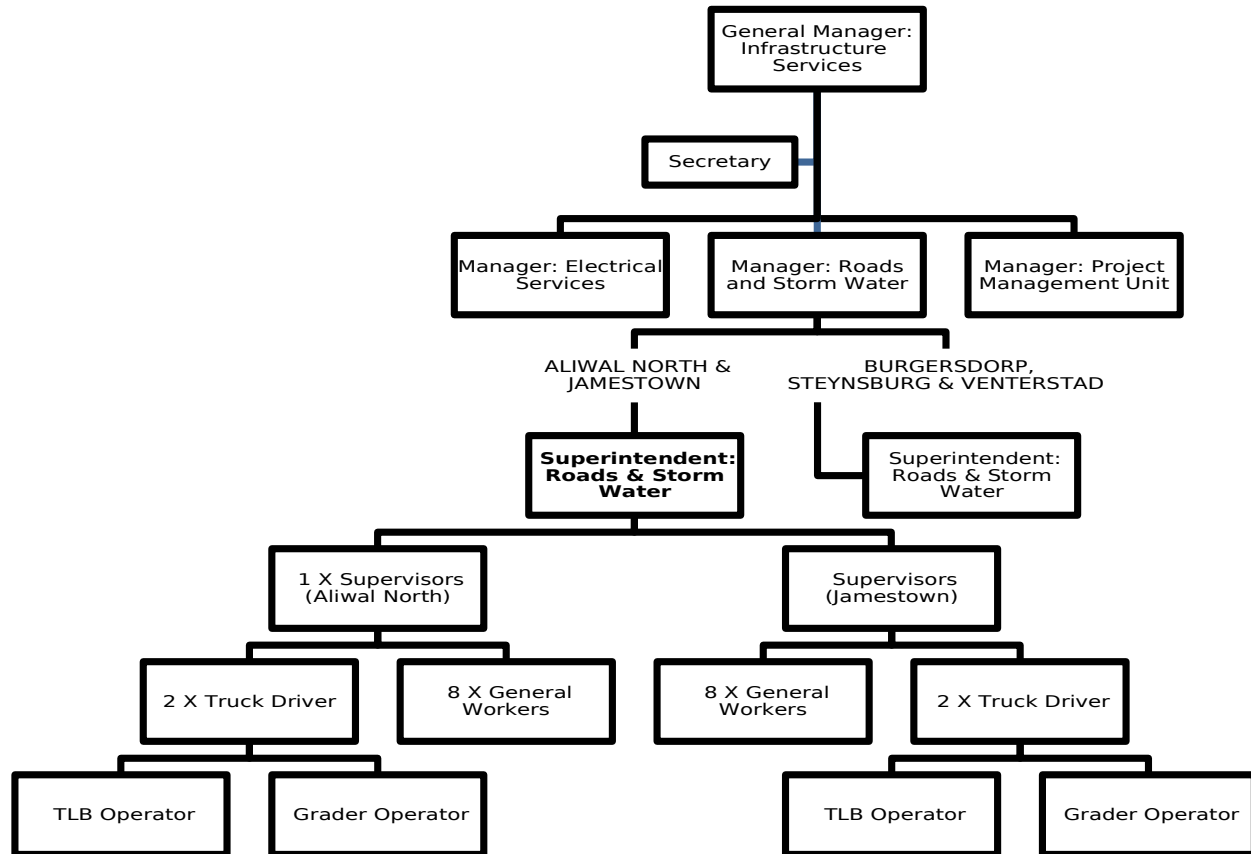 General Manager:
Infrastructure
Services
Secretary
Manager: Electrical
Services
Manager: Roads
and Storm Water
Manager: Project
Management Unit
ALIWAL NORTH &
JAMESTOWN
BURGERSDORP,
STEYNSBURG & VENTERSTAD
Superintendent:
Roads & Storm
Water
Superintendent:
Roads & Storm
Water
1 X Supervisors
(Aliwal North)
Supervisors
(Jamestown)
2 X Truck Driver
8 X General
Workers
8 X General
Workers
2 X Truck Driver
TLB Operator
Grader Operator
TLB Operator
Grader Operator